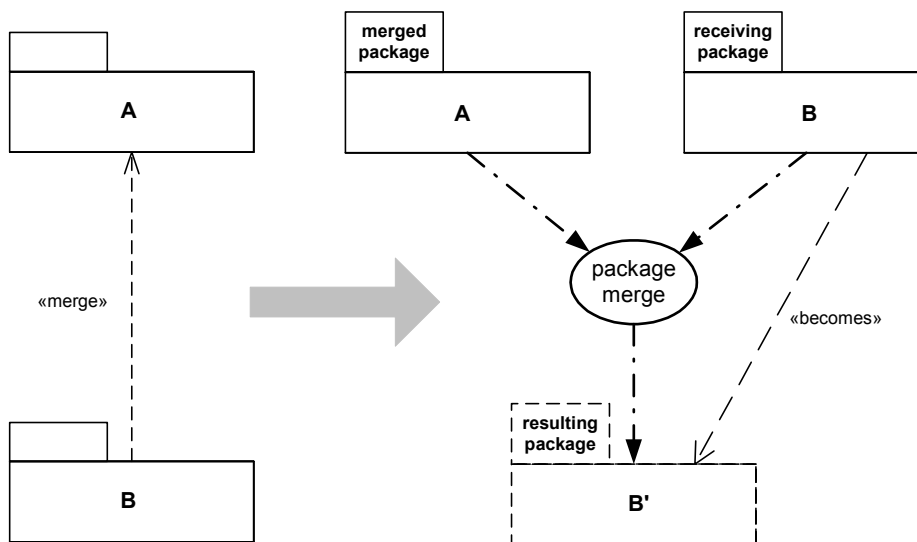 A
«merge»
B
merged
package
A
receiving
package
B
package
merge
«becomes»
resulting
package
B'